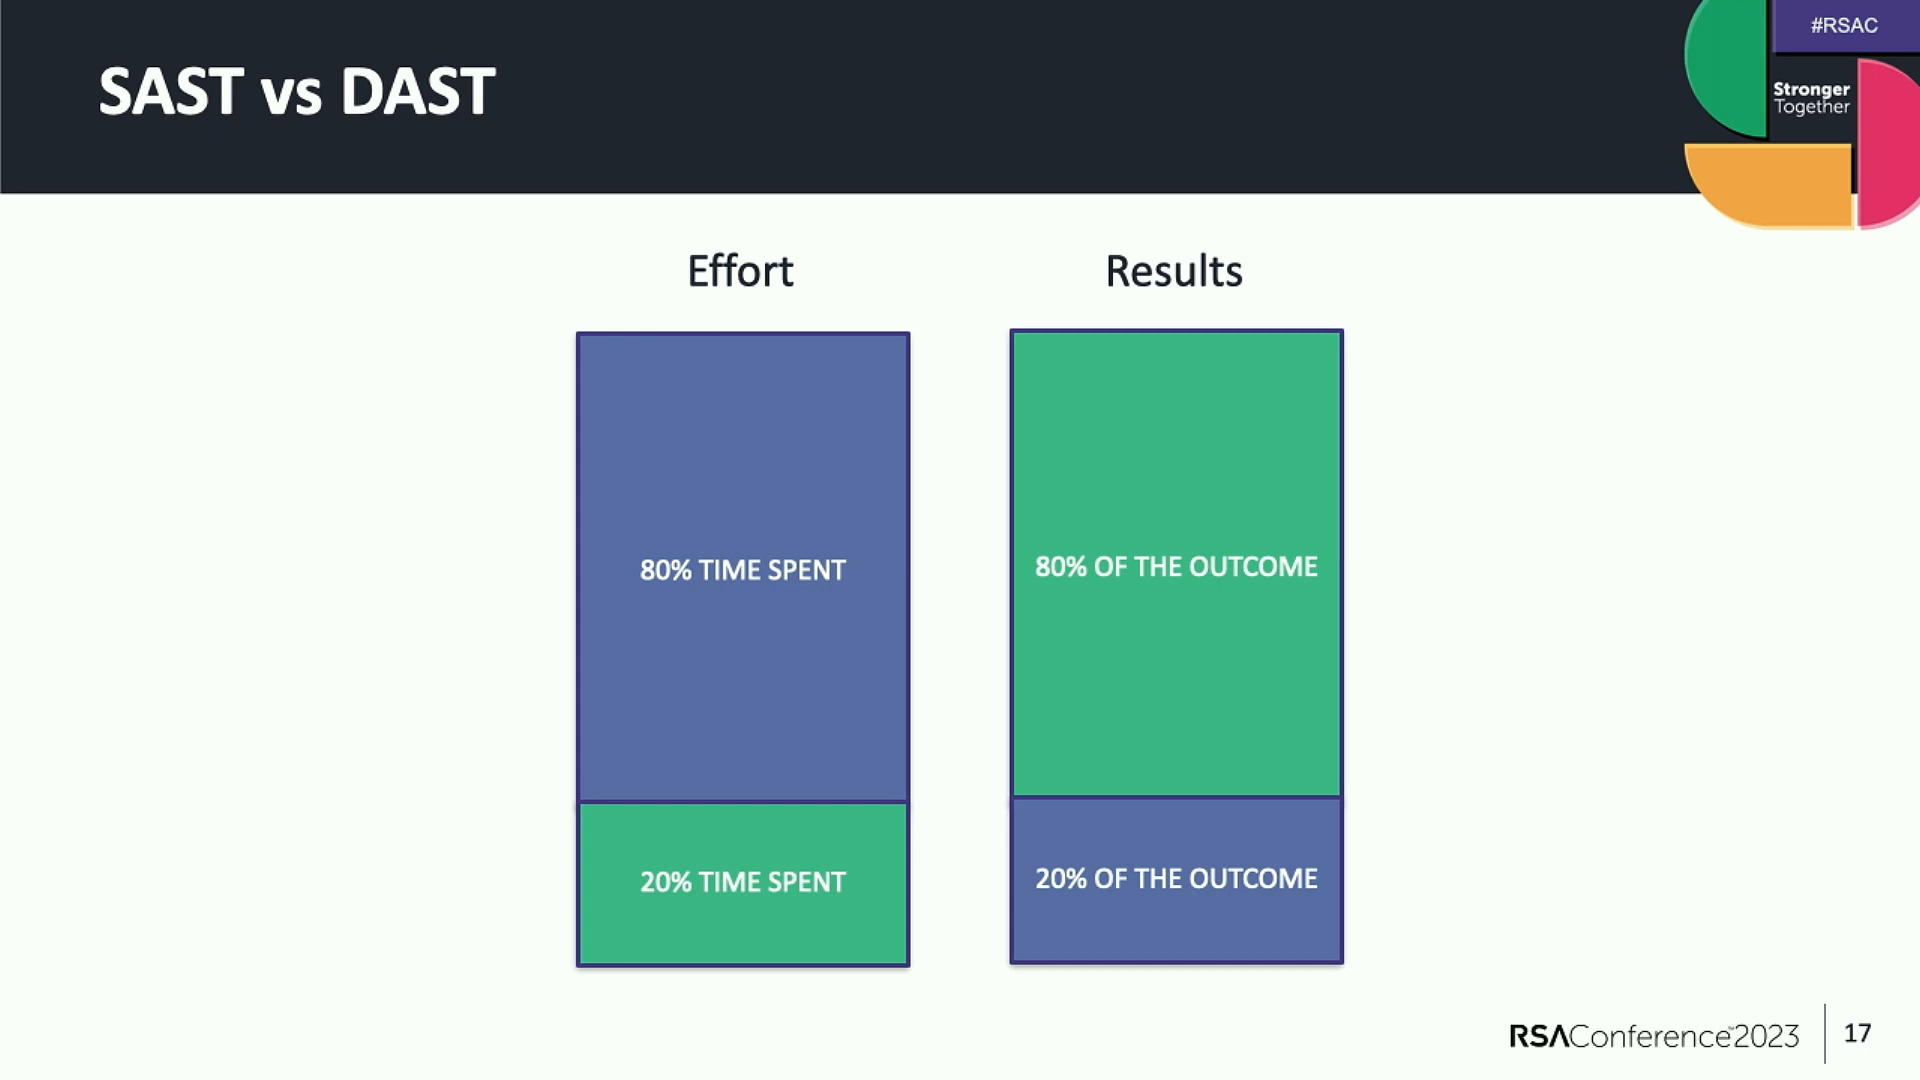 SAST vs DAST
#RSAC
Stronger
Together
Effort
Results
80% TIME SPENT
80% OF THE OUTCOME
20% TIME SPENT
20% OF THE OUTCOME
RSAConference™2023
17